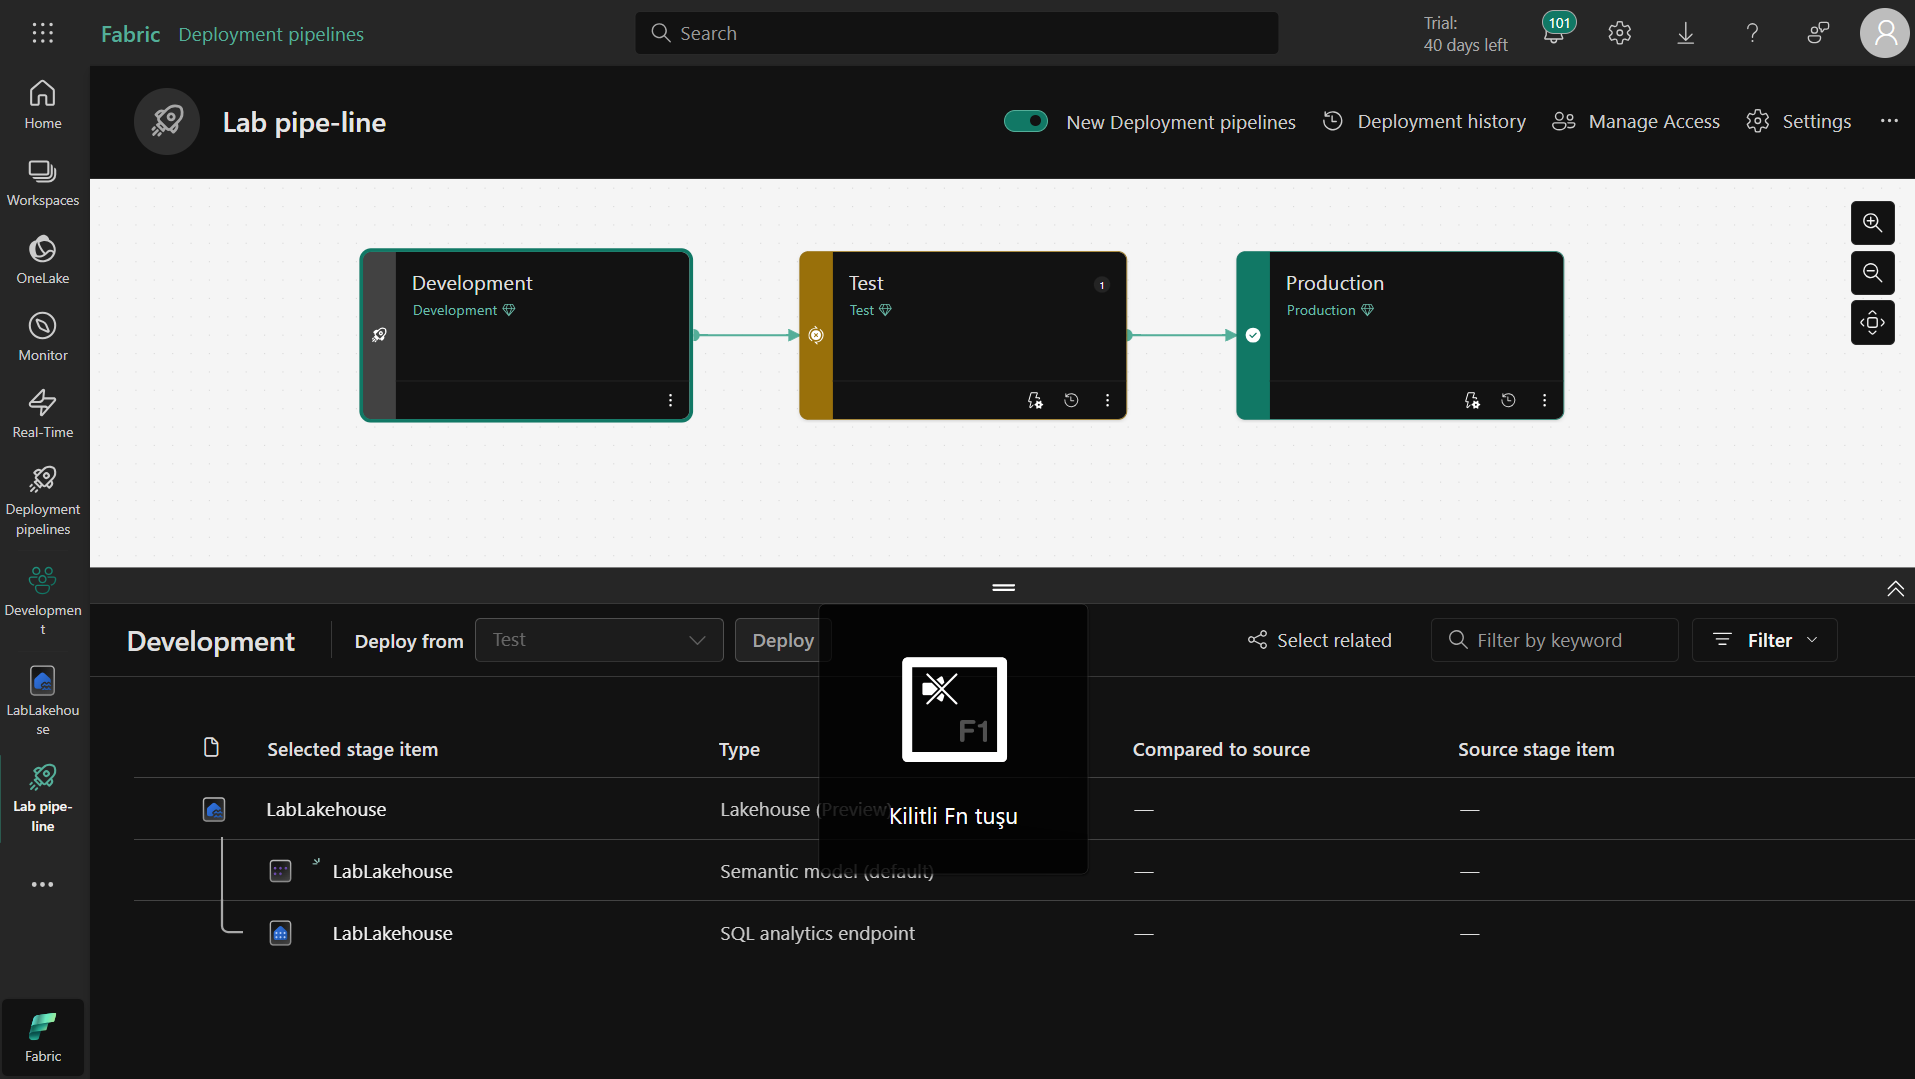 Fabric Deployment pipelines
Search
Trial:
40 days left
101
Home
Workspaces
OneLake
Monitor
Real-Time
Deployment
pipelines
Developmen
t
LabLakehou
se
Lab pipe-
line
Fabric
Lab pipe-line
New Deployment pipelines
Deployment history
Manage Access
Settings
Development
Development
Test
1
Test
Production
Production
Development
Deploy from
Test
Deploy
Select related
Filter by keyword
Filter
Selected stage item
Type
Compared to source
Source stage item
LabLakehouse
Lakehouse (Preview)
—
—
LabLakehouse
Semantic model (default)
—
—
LabLakehouse
SQL analytics endpoint
—
—
F1
Kilitli Fn tuşu